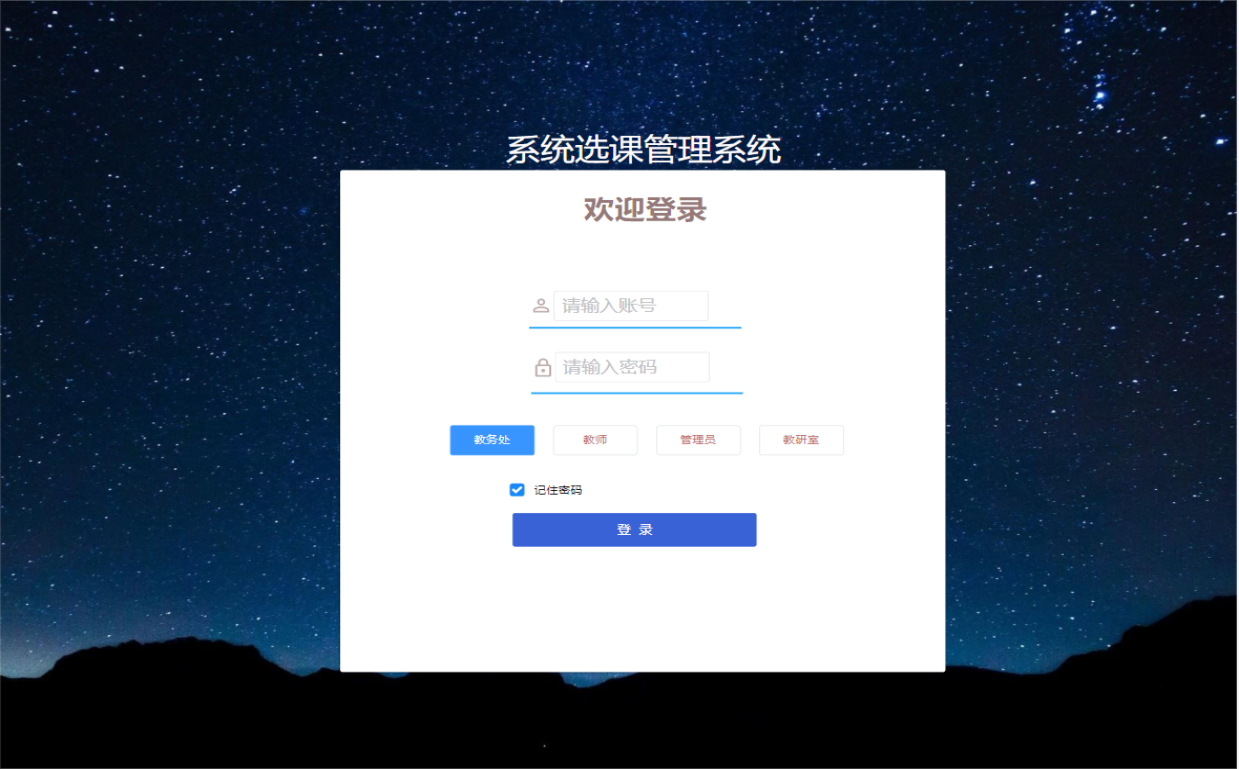 系统选课管理系统
欢迎登录
请输入账号
请输入密码
教务处 教师 管理员 教研室
记住密码
登 录